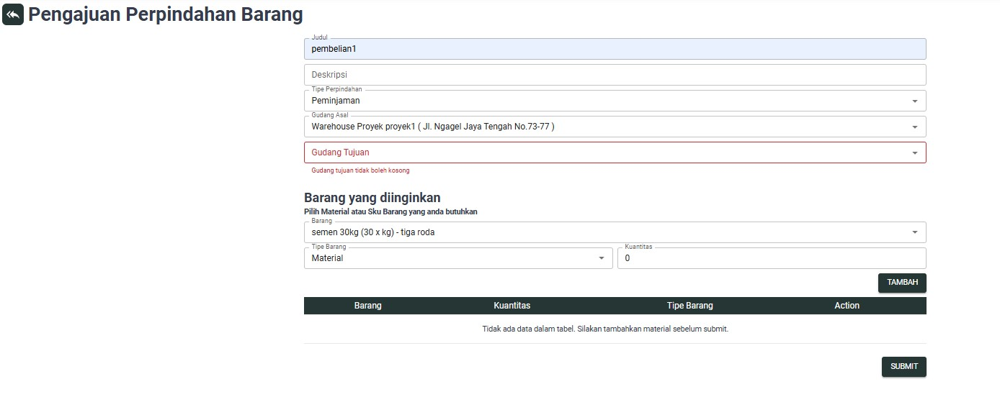 Pengajuan Perpindahan Barang
Judul
pembelian1
Deskripsi
Tipe Perpindahan
Peminjaman
Gudang Asal
Warehouse Proyek proyek1 ( Jl. Ngagel Jaya Tengah No.73-77 )
Gudang Tujuan
Gudang tujuan tidak boleh kosong
Barang yang diinginkan
Pilih Material atau Sku Barang yang anda butuhkan
Barang
semen 30kg (30 x kg) - tiga roda
Tipe Barang Kuantitas
Material 0
TAMBAH
Barang Kuantitas Tipe Barang Action
Tidak ada data dalam tabel. Silakan tambahkan material sebelum submit.
SUBMIT